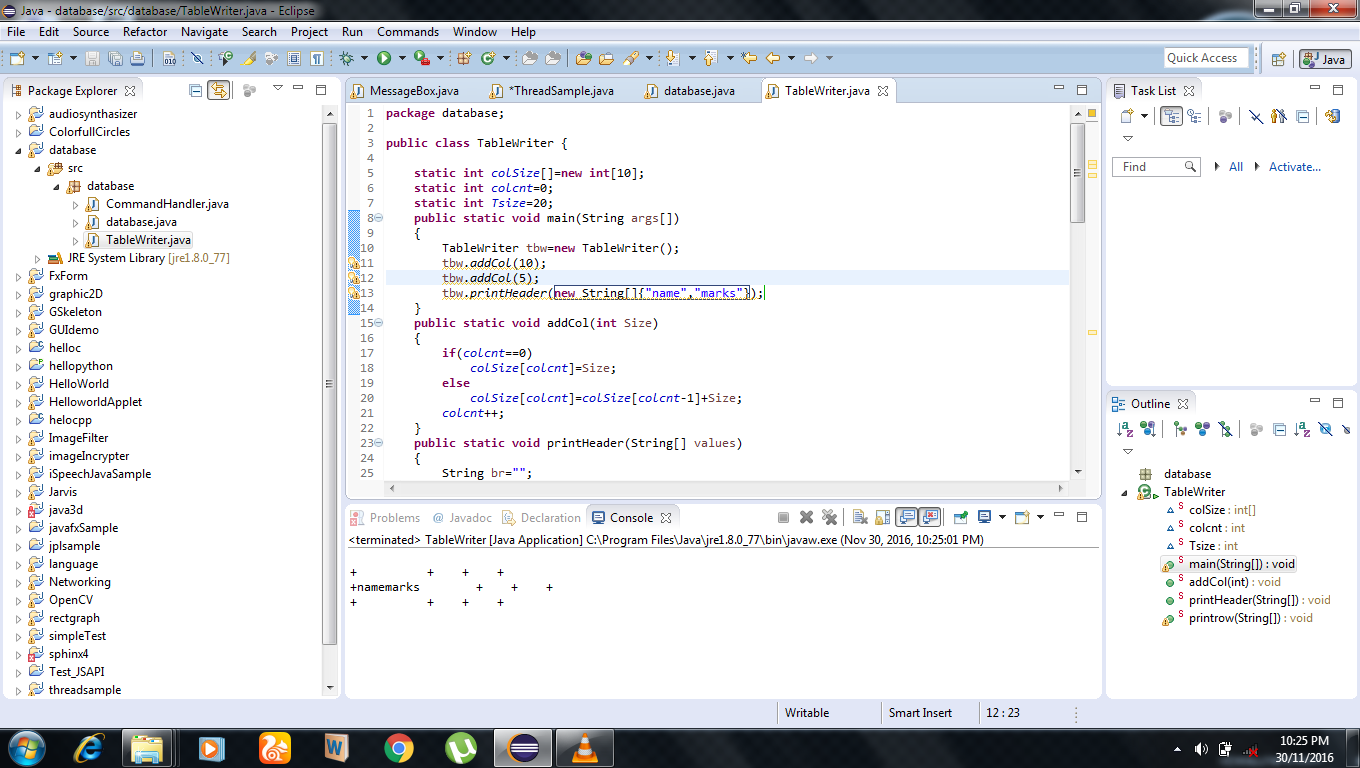 Java - database/src/database/TableWriter.java - Eclipse
File Edit Source Refactor Navigate Search Project Run Commands Window Help
Quick Access
Java
Package Explorer
audiosynthesizer
ColorfullCircles
database
src
database
CommandHandler.java
database.java
TableWriter.java
JRE System Library [jre1.8.0_77]
FxForm
graphic2D
GSkeleton
GUIdemo
helloc
hellopython
HelloWorld
HelloworldApplet
helocpp
ImageFilter
imageIncrypter
iSpeechJavaSample
Jarvis
java3d
javafxSample
jplsample
language
Networking
OpenCV
rectgraph
simpleTest
sphinx4
Test_JSAPI
threadsample
MessageBox.java *ThreadSample.java database.java TableWriter.java
1 package database;
2
3 public class TableWriter {
4
5 static int colSize[]=new int[10];
6 static int colcnt=0;
7 static int Tsize=20;
8 public static void main(String args[])
9 {
10 TableWriter tbw=new TableWriter();
11 tbw.addCol(10);
12 tbw.addCol(5);
13 tbw.printHeader(new String[]{"name","marks"});
14 }
15 public static void addCol(int Size)
16 {
17 if(colcnt==0)
18 colSize[colcnt]=Size;
19 else
20 colSize[colcnt]=colSize[colcnt-1]+Size;
21 colcnt++;
22 }
23 public static void printHeader(String[] values)
24 {
25 String br="";
Problems @ Javadoc Declaration Console
<terminated> TableWriter [Java Application] C:\Program Files\Java\jre1.8.0_77\bin\javaw.exe (Nov 30, 2016, 10:25:01 PM)
+ + + +
+namemarks + + +
+ + + +
Task List
Find All Activate...
Outline
database
TableWriter
colSize : int[]
colcnt : int
Tsize : int
main(String[]) : void
addCol(int) : void
printHeader(String[]) : void
printrow(String[]) : void
Writable Smart Insert 12 : 23
10:25 PM
30/11/2016